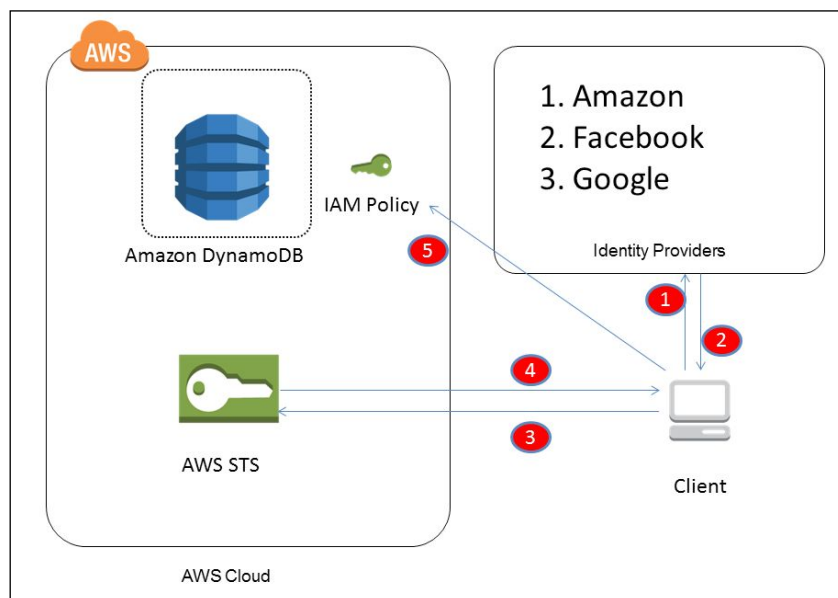 AWS
1. Amazon
2. Facebook
3. Google
Identity Providers
IAM Policy
Amazon DynamoDB
5
1
2
4
3
AWS STS
Client
AWS Cloud